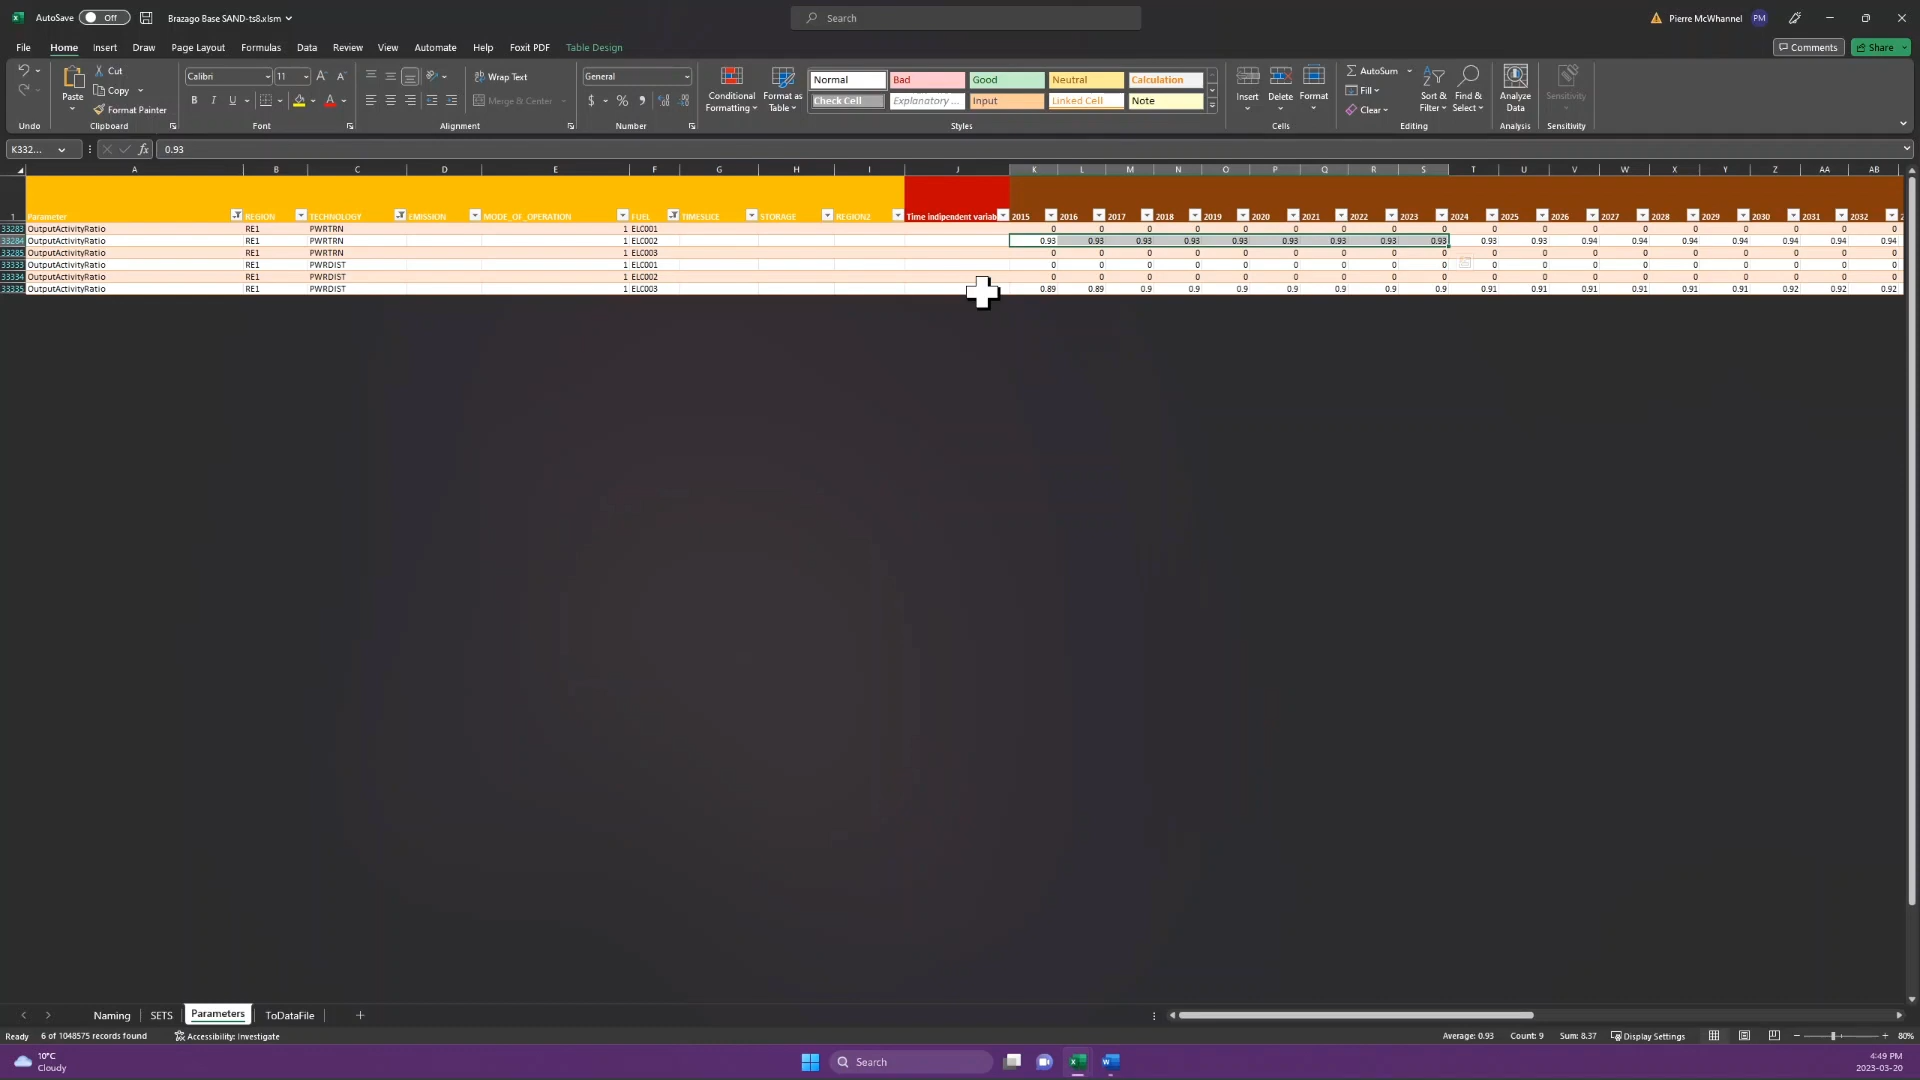 AutoSave Off Brazago Base SAND-ts8.xlsm Search Pierre McWhannel PM
File Home Insert Draw Page Layout Formulas Data Review View Automate Help Foxit PDF Table Design Comments Share
Cut Calibri 11 Wrap Text General Normal Bad Good Neutral Calculation AutoSum
Paste Copy Conditional Formatting Format as Table Insert Delete Format Fill Sort & Filter Find & Select Analyze Data Sensitivity
Format Painter B I U A Merge & Center $ % Check Cell Explanatory ... Input Linked Cell Note Clear
Undo Clipboard Font Alignment Number Styles Cells Editing Analysis Sensitivity
K332... fx 0.93
A B C D E F G H I J K L M N O P Q R S T U V W X Y Z AA AB
1 Parameter REGION TECHNOLOGY EMISSION MODE_OF_OPERATION FUEL TIMESLICE STORAGE REGION2 Time indipendent variab 2015 2016 2017 2018 2019 2020 2021 2022 2023 2024 2025 2026 2027 2028 2029 2030 2031 2032
33283 OutputActivityRatio RE1 PWRTRN 1 ELC001 0 0 0 0 0 0 0 0 0 0 0 0 0 0 0 0 0 0
33284 OutputActivityRatio RE1 PWRTRN 1 ELC002 0.93 0.93 0.93 0.93 0.93 0.93 0.93 0.93 0.93 0.93 0.93 0.94 0.94 0.94 0.94 0.94 0.94 0.94
33285 OutputActivityRatio RE1 PWRTRN 1 ELC003 0 0 0 0 0 0 0 0 0 0 0 0 0 0 0 0 0 0
33333 OutputActivityRatio RE1 PWRDIST 1 ELC001 0 0 0 0 0 0 0 0 0 0 0 0 0 0 0 0 0 0
33334 OutputActivityRatio RE1 PWRDIST 1 ELC002 0 0 0 0 0 0 0 0 0 0 0 0 0 0 0 0 0 0
33335 OutputActivityRatio RE1 PWRDIST 1 ELC003 0.89 0.89 0.9 0.9 0.9 0.9 0.9 0.9 0.9 0.91 0.91 0.91 0.91 0.91 0.91 0.92 0.92 0.92
Naming SETS Parameters ToDataFile
Ready 6 of 1048575 records found Accessibility: Investigate Average: 0.93 Count: 9 Sum: 8.37 Display Settings 80%
10°C Search 4:49 PM
Cloudy 2023-03-20